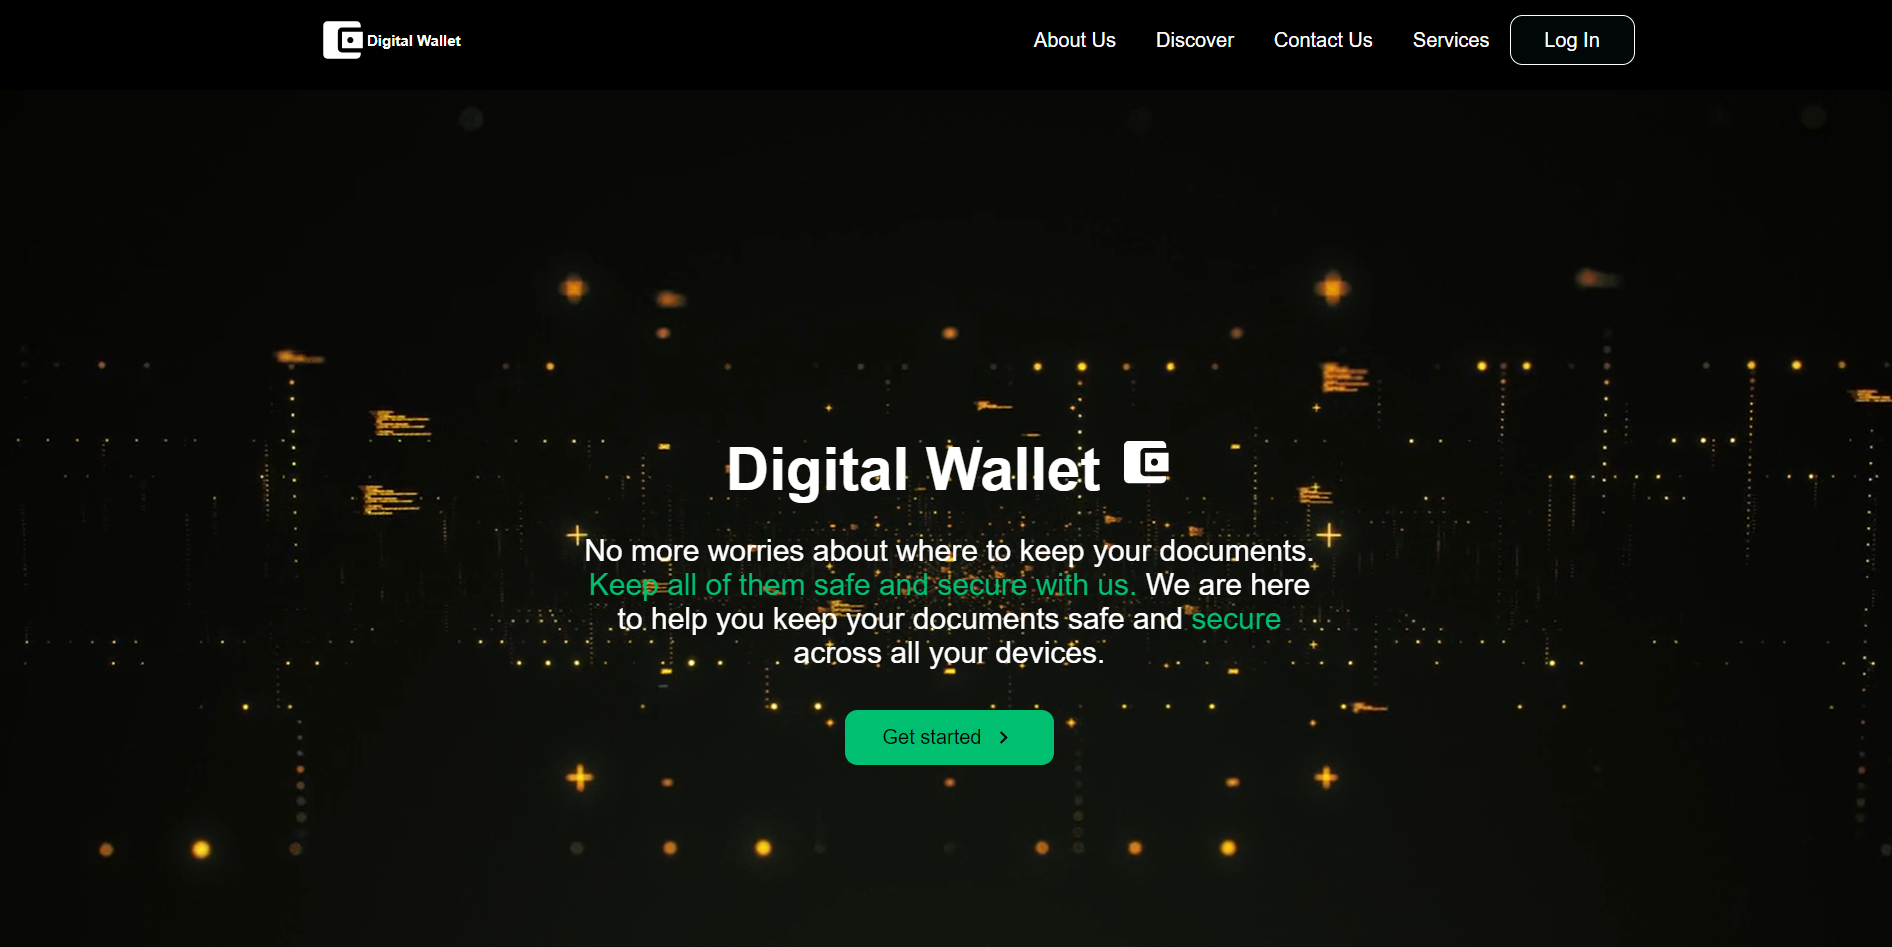 Digital Wallet
About Us
Discover
Contact Us
Services
Log In
Digital Wallet
No more worries about where to keep your documents.
Keep all of them safe and secure with us. We are here
to help you keep your documents safe and secure
across all your devices.
Get started